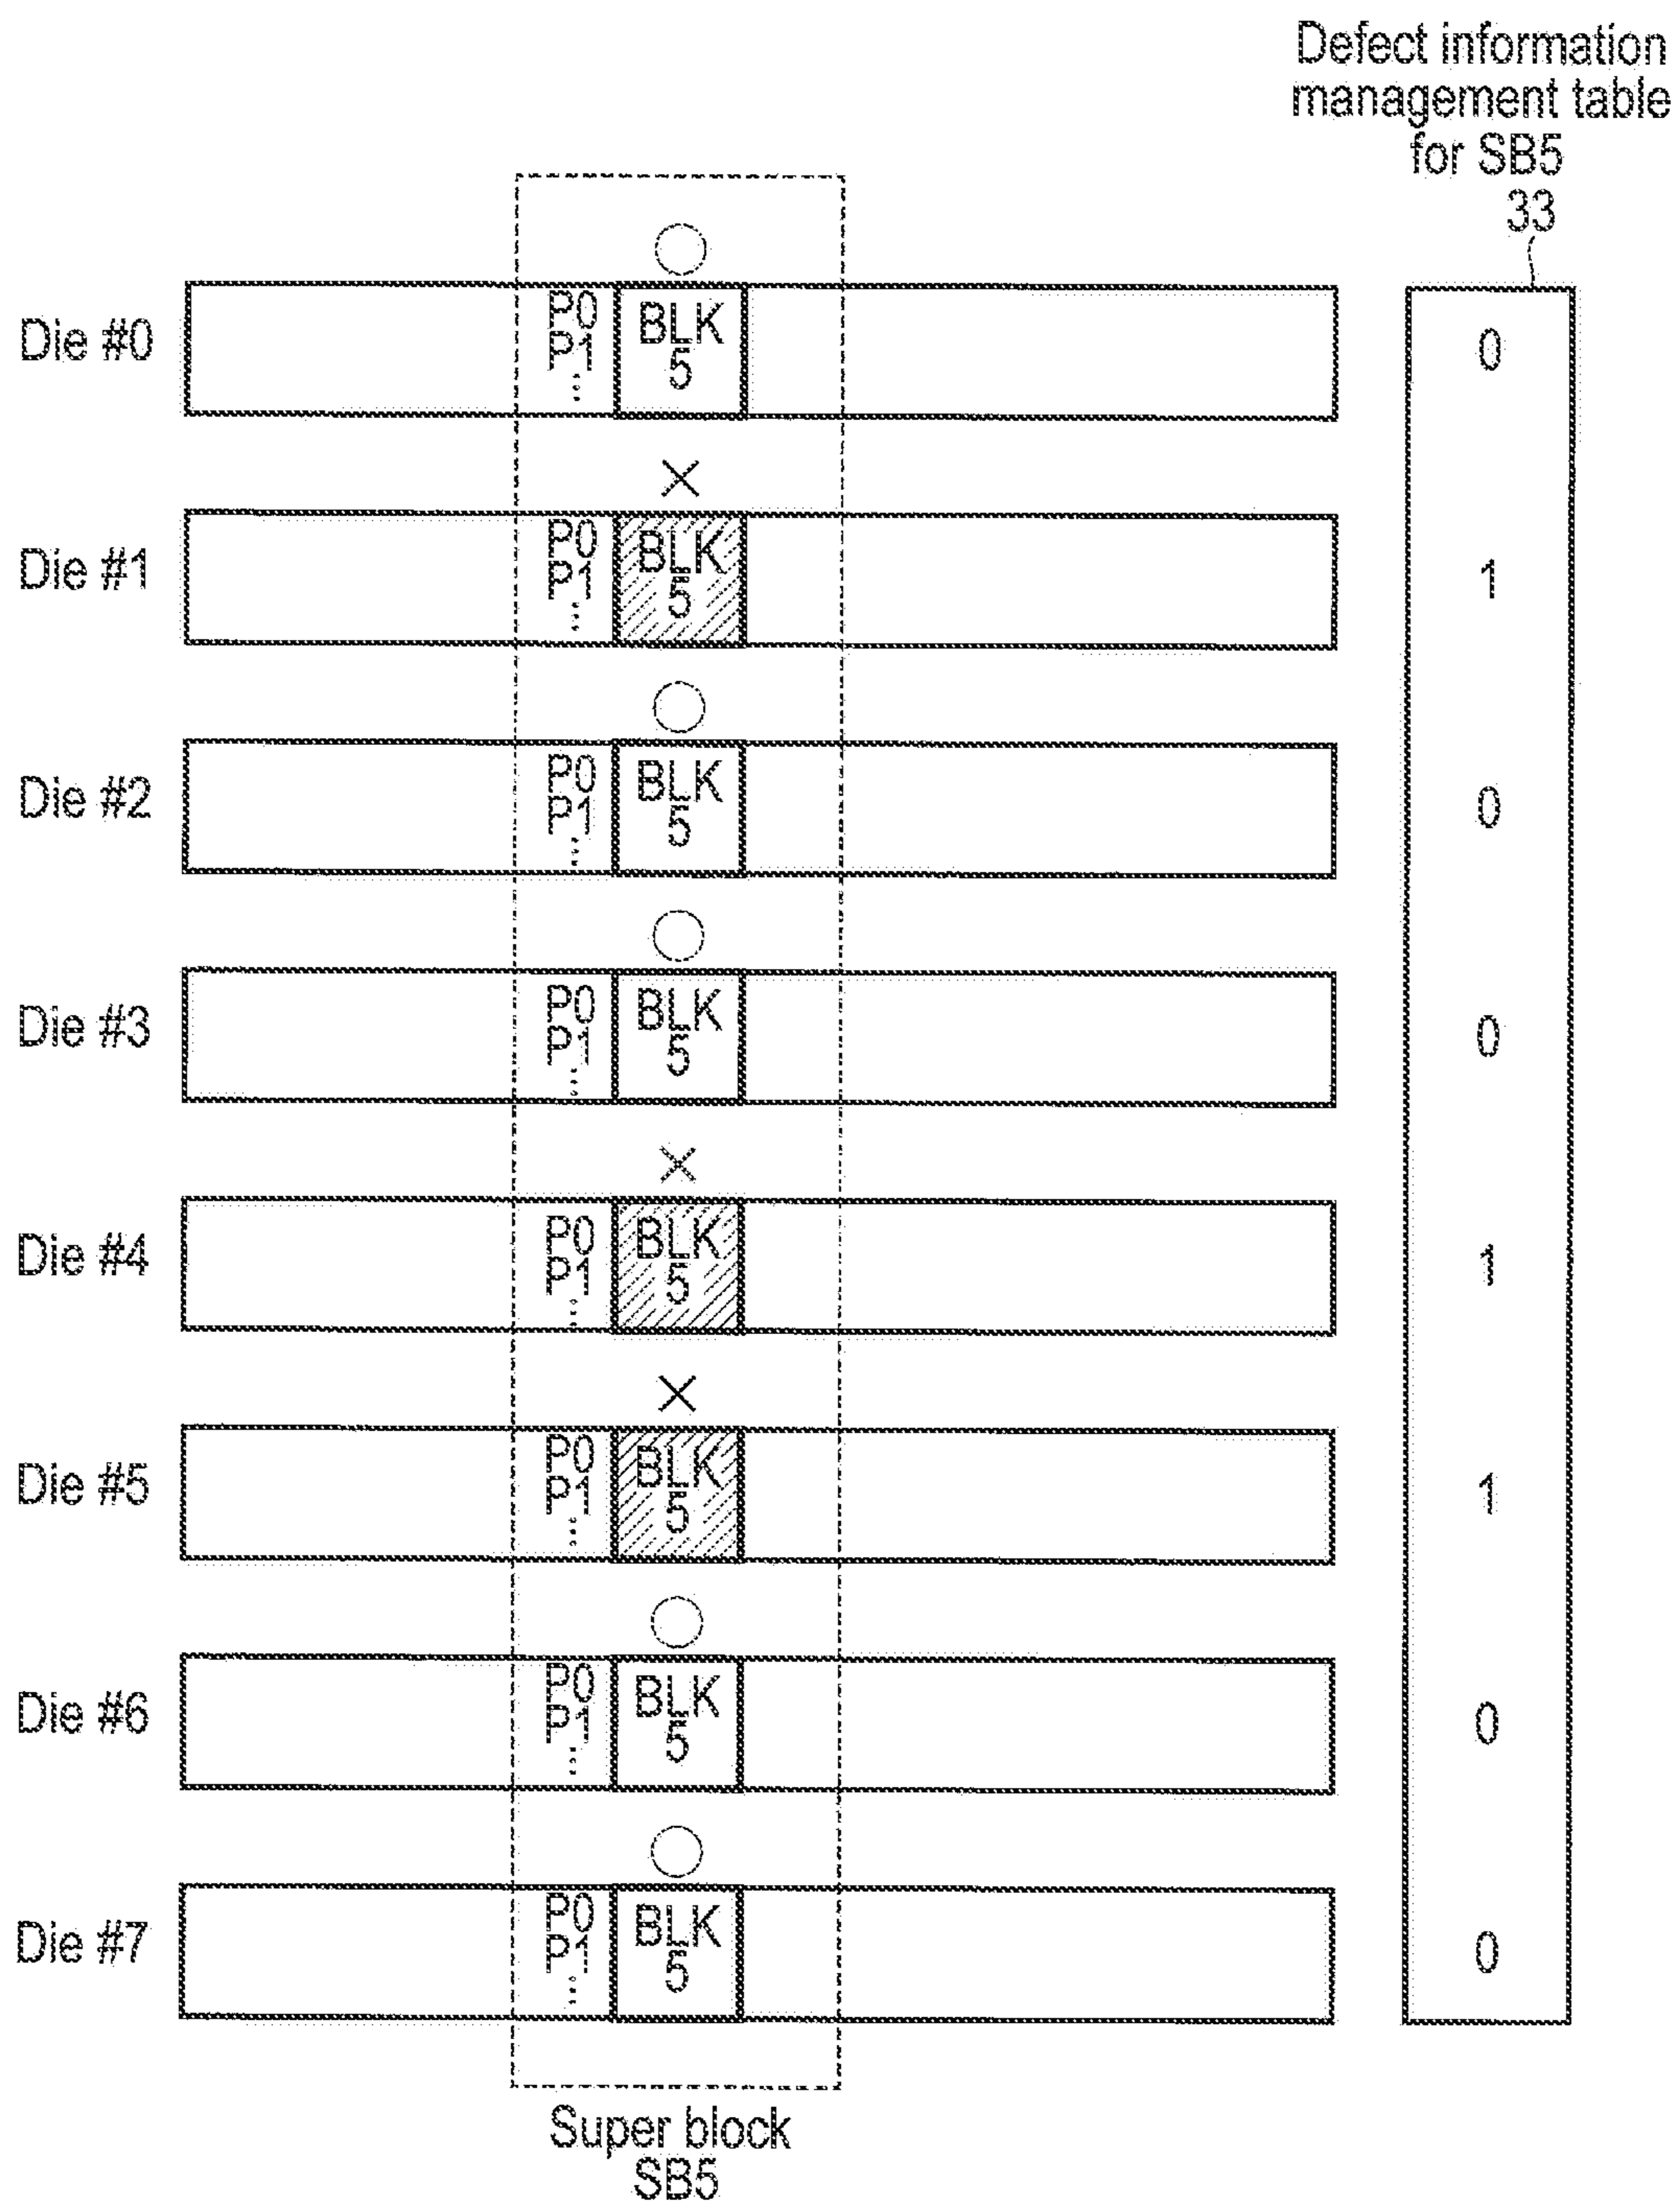 Defect information
management table
for SB5
33
Die #0
P0
P1
⋮
BLK
5
0
×
Die #1
P0
P1
⋮
BLK
5
1
Die #2
P0
P1
⋮
BLK
5
0
Die #3
P0
P1
⋮
BLK
5
0
×
Die #4
P0
P1
⋮
BLK
5
1
×
Die #5
P0
P1
⋮
BLK
5
1
Die #6
P0
P1
⋮
BLK
5
0
Die #7
P0
P1
⋮
BLK
5
0
Super block
SB5